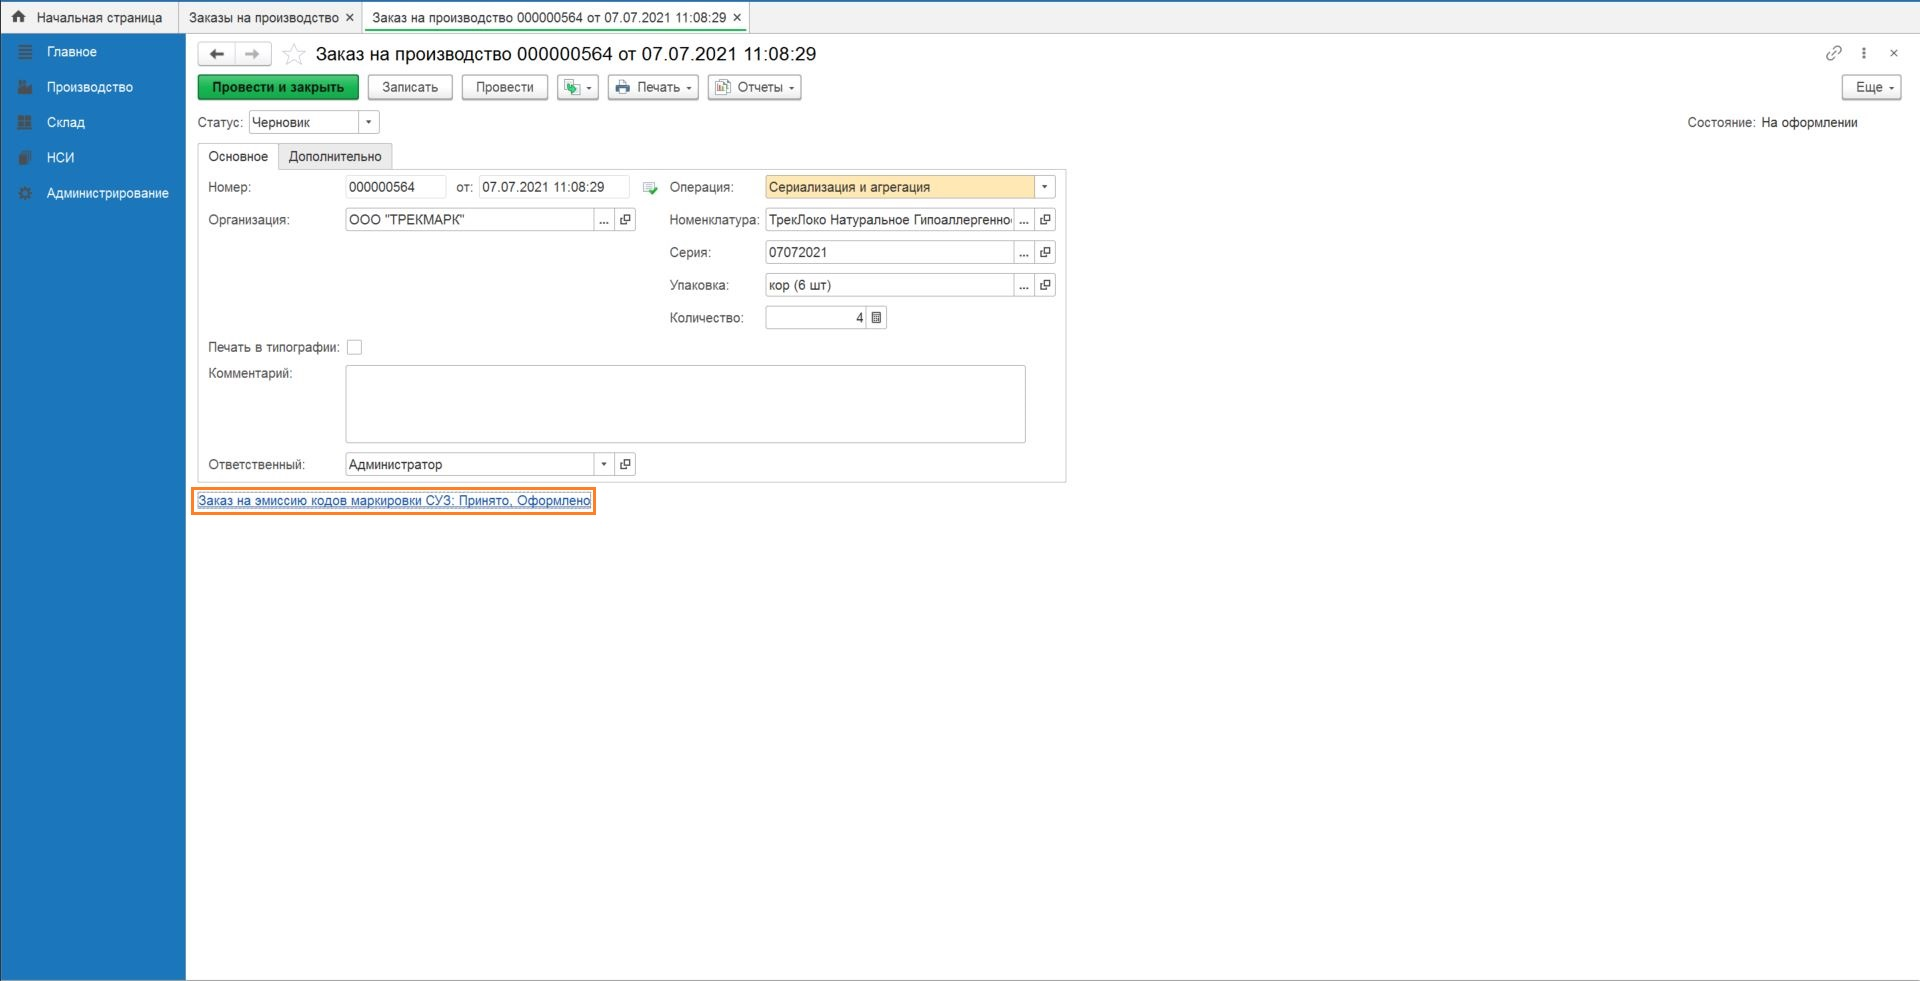 Начальная страница
Заказы на производство ×
Заказ на производство 000000564 от 07.07.2021 11:08:29 ×
Главное
Производство
Склад
НСИ
Администрирование
Заказ на производство 000000564 от 07.07.2021 11:08:29
Провести и закрыть
Записать
Провести
Печать
Отчеты
Еще
Статус: Черновик
Состояние: На оформлении
Основное
Дополнительно
Номер: 000000564 от: 07.07.2021 11:08:29
Операция: Сериализация и агрегация
Организация: ООО "ТРЕКМАРК" ...
Номенклатура: ТрекЛоко Натуральное Гипоаллергенно ...
Серия: 07072021 ...
Упаковка: кор (6 шт) ...
Количество: 4
Печать в типографии:
Комментарий:
Ответственный: Администратор
Заказ на эмиссию кодов маркировки СУЗ: Принято, Оформлено